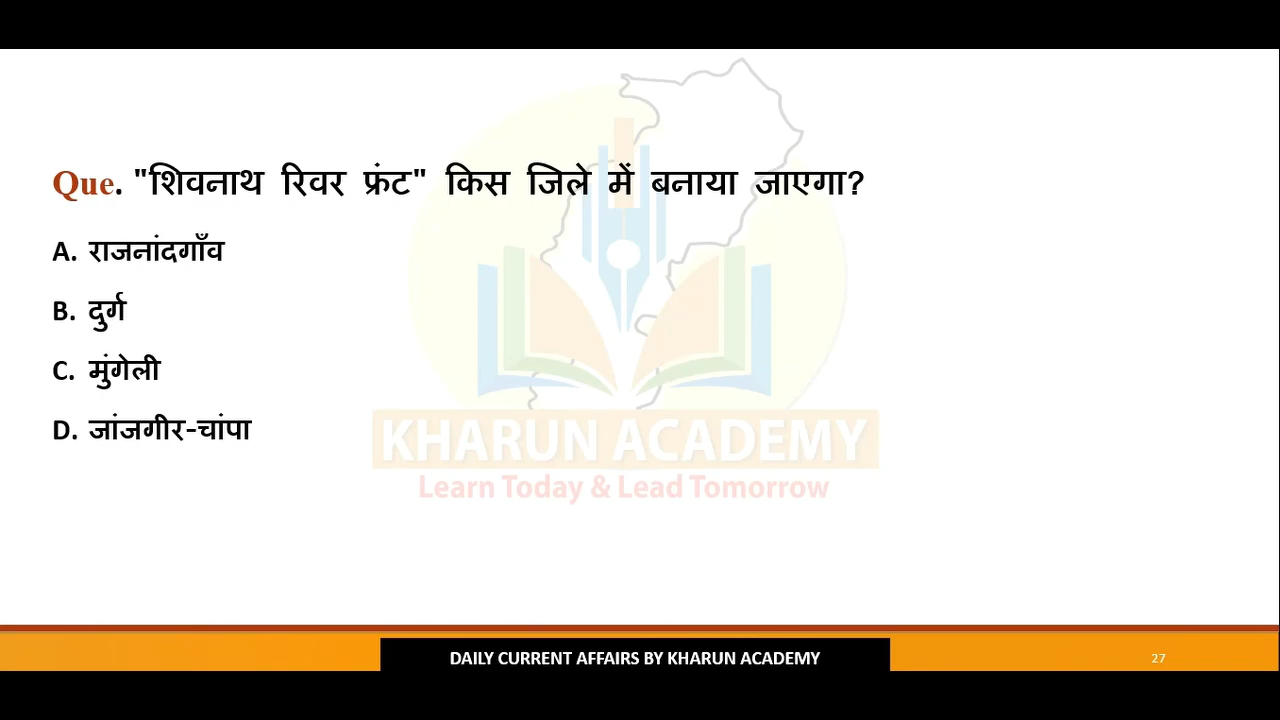 Que. "शिवनाथ रिवर फ्रंट" किस जिले में बनाया जाएगा?
A. राजनांदगाँव
B. दुर्ग
C. मुंगेली
D. जांजगीर-चांपा
KHARUN ACADEMY
Learn Today & Lead Tomorrow
DAILY CURRENT AFFAIRS BY KHARUN ACADEMY
27